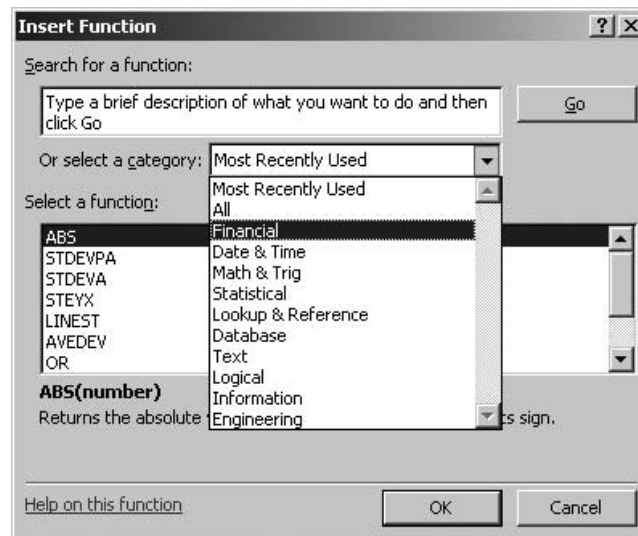 Insert Function
Search for a function:
Type a brief description of what you want to do and then
click Go
Go
Or select a category: Most Recently Used
Most Recently Used
All
Financial
Date & Time
Math & Trig
Statistical
Lookup & Reference
Database
Text
Logical
Information
Engineering
Select a function:
ABS
STDEVPA
STDEVA
STEYX
LINEST
AVEDEV
OR
ABS(number)
Returns the absolute ts sign.
Help on this function
OK
Cancel